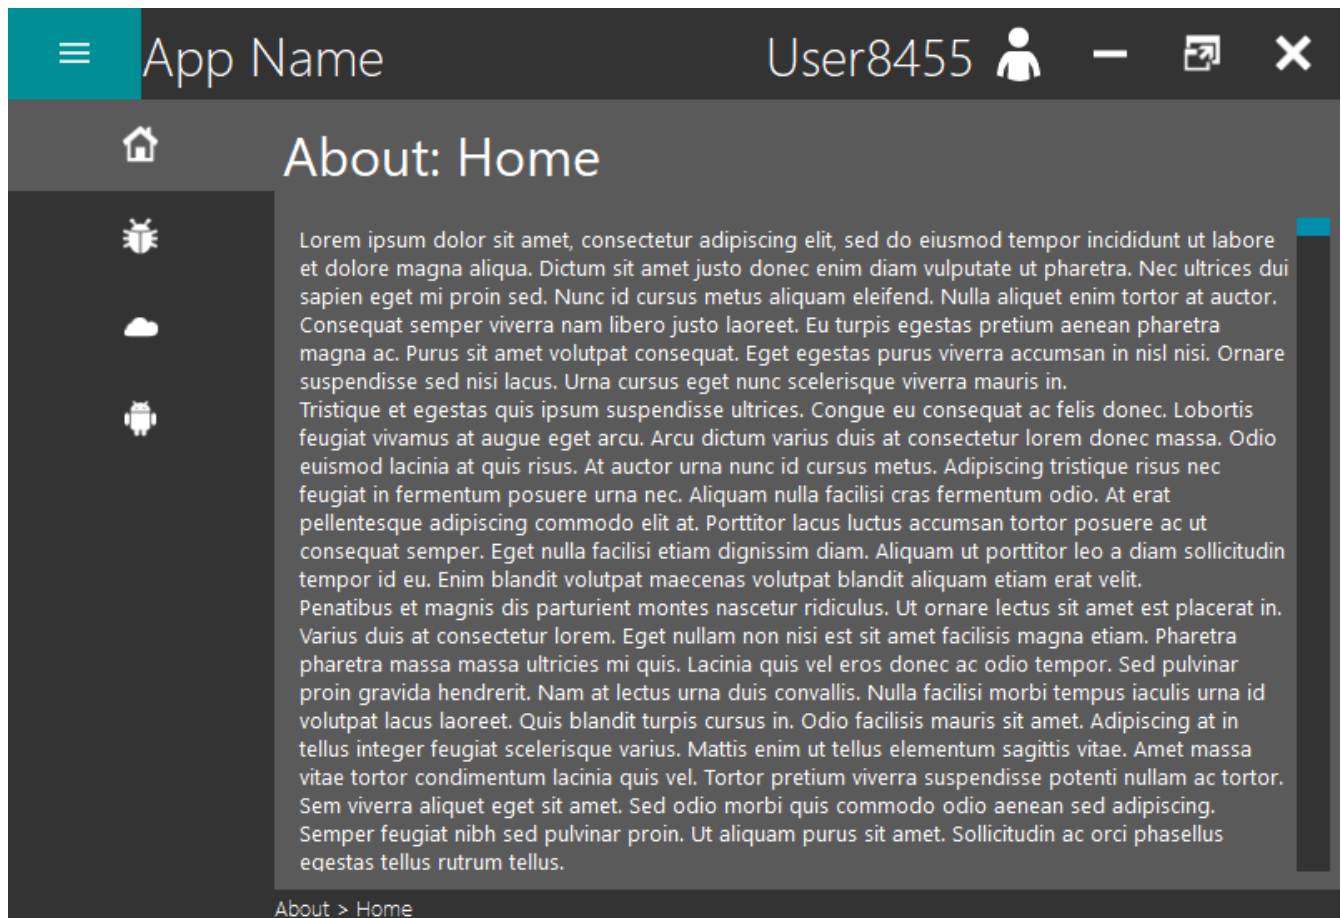 App Name
User8455
About: Home
Lorem ipsum dolor sit amet, consectetur adipiscing elit, sed do eiusmod tempor incididunt ut labore
et dolore magna aliqua. Dictum sit amet justo donec enim diam vulputate ut pharetra. Nec ultrices dui
sapien eget mi proin sed. Nunc id cursus metus aliquam eleifend. Nulla aliquet enim tortor at auctor.
Consequat semper viverra nam libero justo laoreet. Eu turpis egestas pretium aenean pharetra
magna ac. Purus sit amet volutpat consequat. Eget egestas purus viverra accumsan in nisl nisi. Ornare
suspendisse sed nisi lacus. Urna cursus eget nunc scelerisque viverra mauris in.
Tristique et egestas quis ipsum suspendisse ultrices. Congue eu consequat ac felis donec. Lobortis
feugiat vivamus at augue eget arcu. Arcu dictum varius duis at consectetur lorem donec massa. Odio
euismod lacinia at quis risus. At auctor urna nunc id cursus metus. Adipiscing tristique risus nec
feugiat in fermentum posuere urna nec. Aliquam nulla facilisi cras fermentum odio. At erat
pellentesque adipiscing commodo elit at. Porttitor lacus luctus accumsan tortor posuere ac ut
consequat semper. Eget nulla facilisi etiam dignissim diam. Aliquam ut porttitor leo a diam sollicitudin
tempor id eu. Enim blandit volutpat maecenas volutpat blandit aliquam etiam erat velit.
Penatibus et magnis dis parturient montes nascetur ridiculus. Ut ornare lectus sit amet est placerat in.
Varius duis at consectetur lorem. Eget nullam non nisi est sit amet facilisis magna etiam. Pharetra
pharetra massa massa ultricies mi quis. Lacinia quis vel eros donec ac odio tempor. Sed pulvinar
proin gravida hendrerit. Nam at lectus urna duis convallis. Nulla facilisi morbi tempus iaculis urna id
volutpat lacus laoreet. Quis blandit turpis cursus in. Odio facilisis mauris sit amet. Adipiscing at in
tellus integer feugiat scelerisque varius. Mattis enim ut tellus elementum sagittis vitae. Amet massa
vitae tortor condimentum lacinia quis vel. Tortor pretium viverra suspendisse potenti nullam ac tortor.
Sem viverra aliquet eget sit amet. Sed odio morbi quis commodo odio aenean sed adipiscing.
Semper feugiat nibh sed pulvinar proin. Ut aliquam purus sit amet. Sollicitudin ac orci phasellus
egestas tellus rutrum tellus.
About > Home